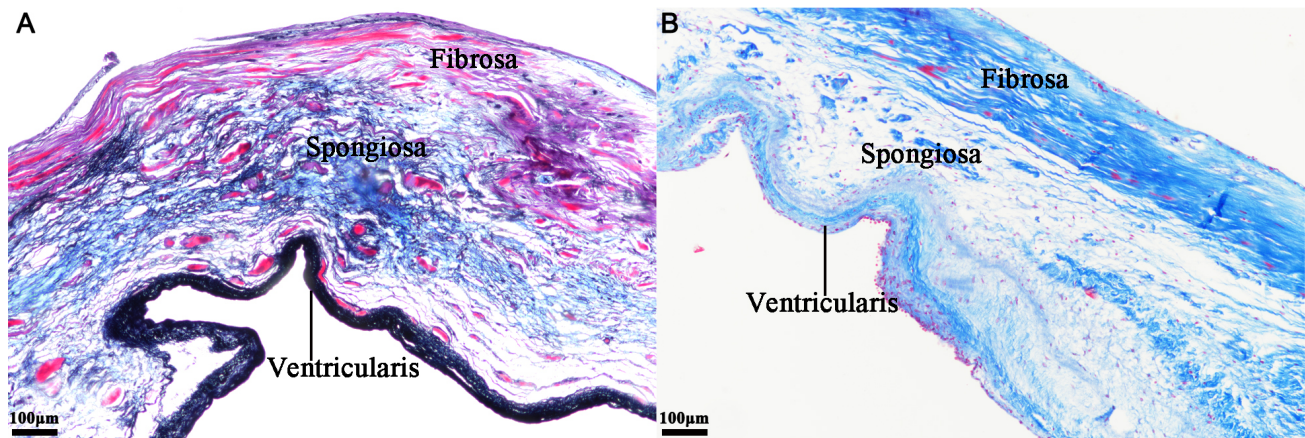 A
Fibrosa
Spongiosa
Ventricularis
100μm
B
Fibrosa
Spongiosa
Ventricularis
100μm